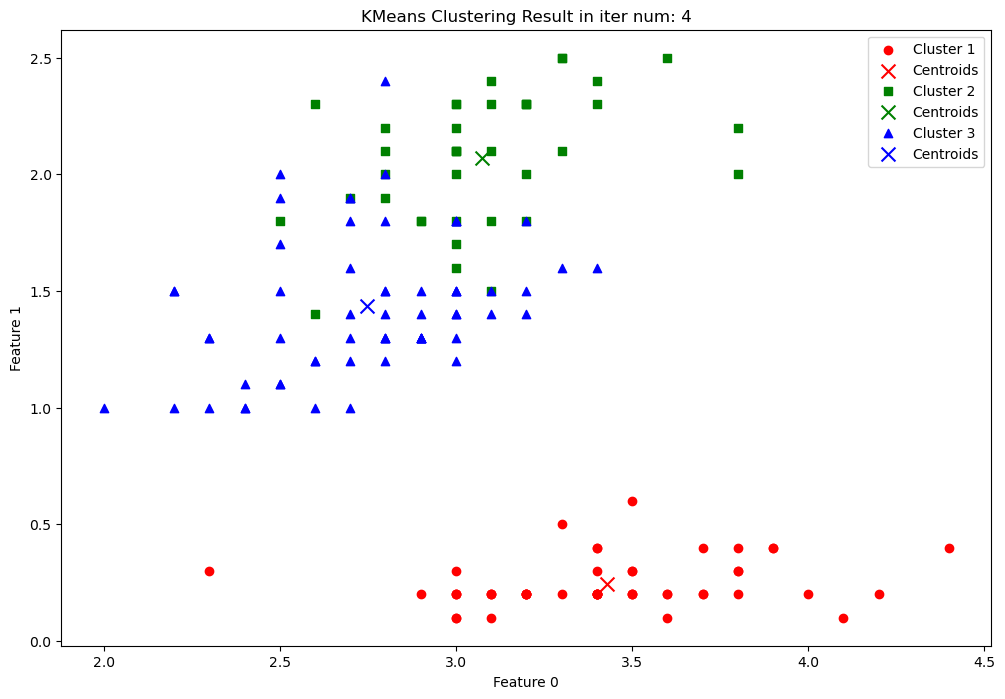 KMeans Clustering Result in iter num: 4
Cluster 1
Centroids
Cluster 2
Centroids
Cluster 3
Centroids
Feature 1
2.5
2.0
1.5
1.0
0.5
0.0
2.0 2.5 3.0 3.5 4.0 4.5
Feature 0